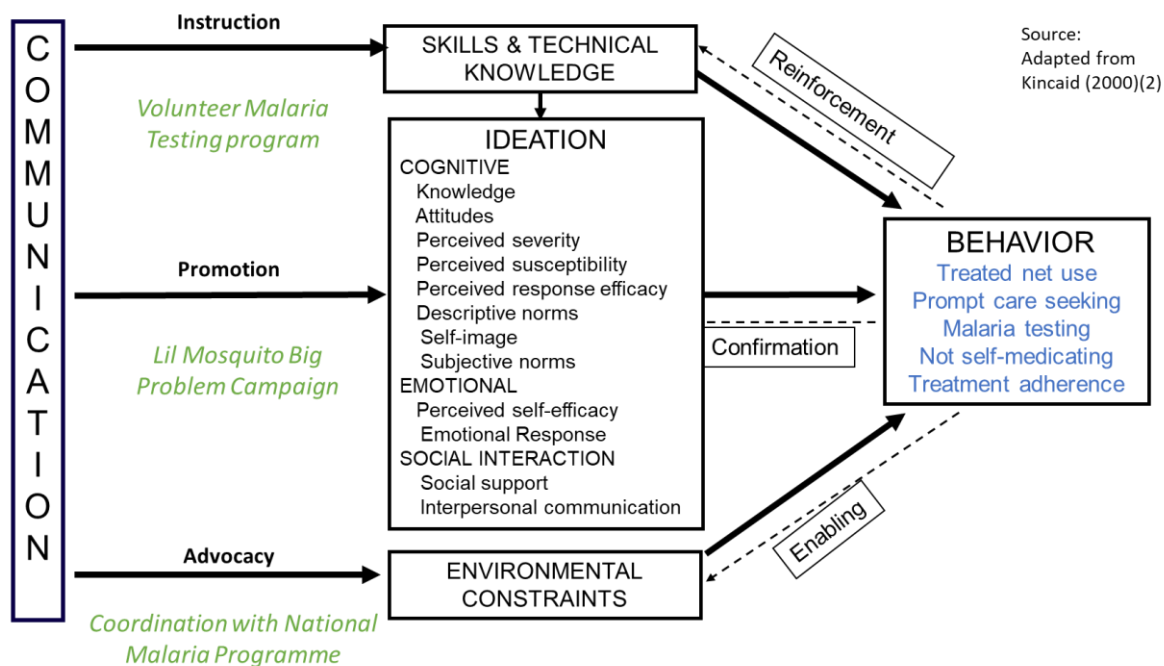 COMMUNICATION
Instruction
Volunteer Malaria
Testing program
Promotion
Lil Mosquito Big
Problem Campaign
Advocacy
Coordination with National
Malaria Programme
SKILLS & TECHNICAL
KNOWLEDGE
IDEATION
COGNITIVE
Knowledge
Attitudes
Perceived severity
Perceived susceptibility
Perceived response efficacy
Descriptive norms
Self-image
Subjective norms
EMOTIONAL
Perceived self-efficacy
Emotional Response
SOCIAL INTERACTION
Social support
Interpersonal communication
ENVIRONMENTAL
CONSTRAINTS
Reinforcement
Confirmation
Enabling
BEHAVIOR
Treated net use
Prompt care seeking
Malaria testing
Not self-medicating
Treatment adherence
Source:
Adapted from
Kincaid (2000)(2)